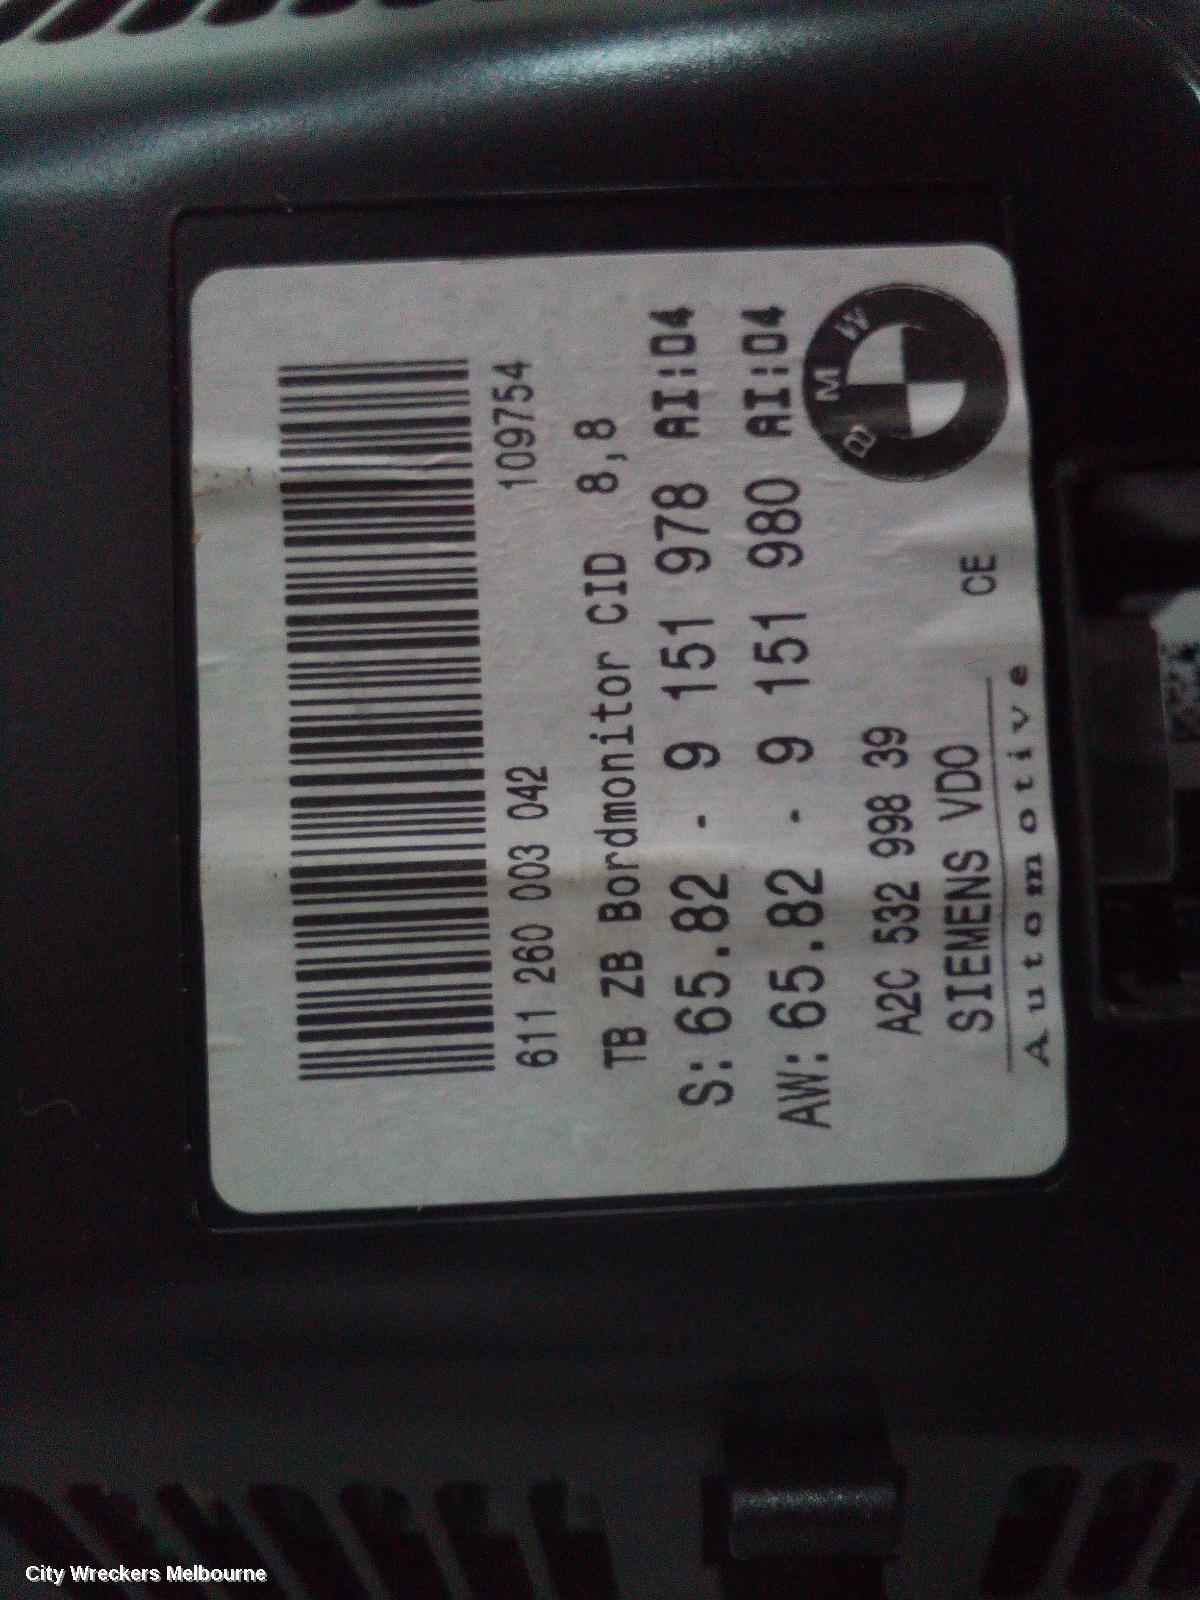 611 260 003 042 109754
TB ZB Bordmonitor CID 8,8
S: 65.82 - 9 151 978 AI:04
AW: 65.82 - 9 151 980 AI:04
BMW
A2C 532 998 39
SIEMENS VDO
Automotive CE
City Wreckers Melbourne